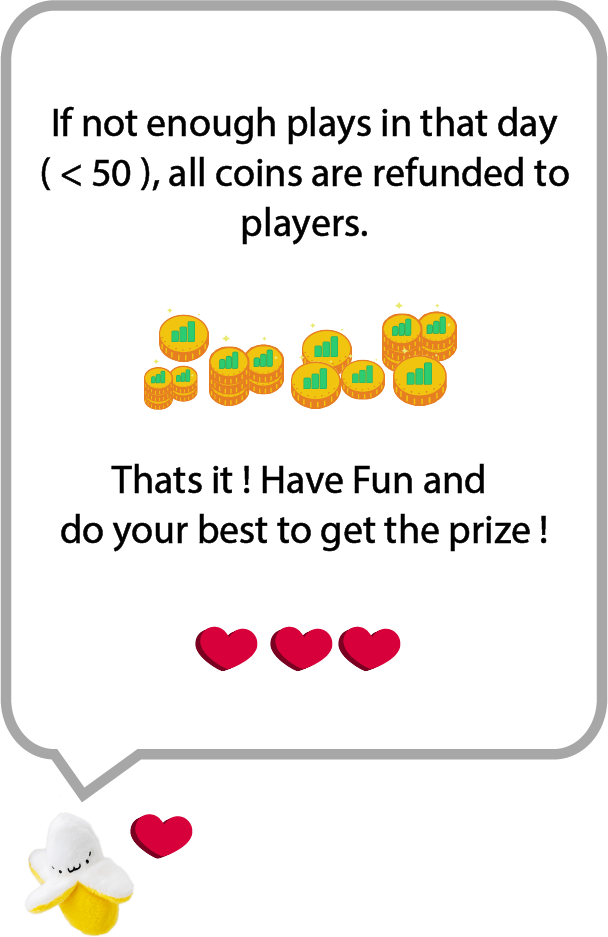 If not enough plays in that day
( < 50 ), all coins are refunded to
players.
Thats it ! Have Fun and
do your best to get the prize !